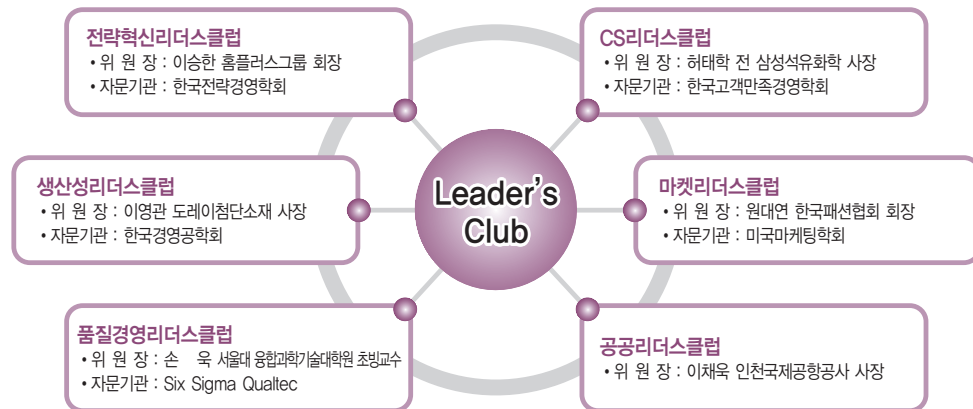 전략혁신리더스클럽
• 위 원 장 : 이승한 홈플러스그룹 회장
• 자문기관 : 한국전략경영학회
CS리더스클럽
• 위 원 장 : 허태학 전 삼성석유화학 사장
• 자문기관 : 한국고객만족경영학회
생산성리더스클럽
• 위 원 장 : 이영관 도레이첨단소재 사장
• 자문기관 : 한국경영공학회
Leader's
Club
마켓리더스클럽
• 위 원 장 : 원대연 한국패션협회 회장
• 자문기관 : 미국마케팅학회
품질경영리더스클럽
• 위 원 장 : 손 욱 서울대 융합과학기술대학원 초빙교수
• 자문기관 : Six Sigma Qualtec
공공리더스클럽
• 위 원 장 : 이채욱 인천국제공항공사 사장